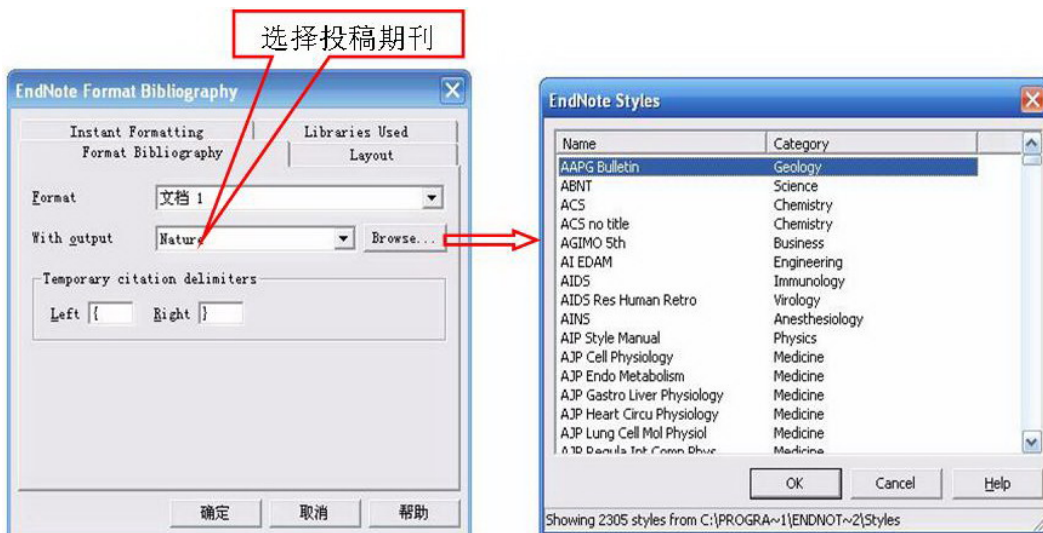 选择投稿期刊
EndNote Format Bibliography
Instant Formatting
Libraries Used
Format Bibliography
Layout
Format
文档 1
With output
Nature
Browse...
Temporary citation delimiters
Left {
Right }
确定
取消
帮助
EndNote Styles
Name Category
AAPG Bulletin Geology
ABNT Science
ACS Chemistry
ACS no title Chemistry
AGIMO 5th Business
AI EDAM Engineering
AIDS Immunology
AIDS Res Human Retro Virology
AINS Anesthesiology
AIP Style Manual Physics
AJP Cell Physiology Medicine
AJP Endo Metabolism Medicine
AJP Gastro Liver Physiology Medicine
AJP Heart Circu Physiology Medicine
AJP Lung Cell Mol Physiol Medicine
AJP Regula Int Comp Phys Medicine
OK
Cancel
Help
Showing 2305 styles from C:\PROGRA~1\ENDNOT~2\Styles